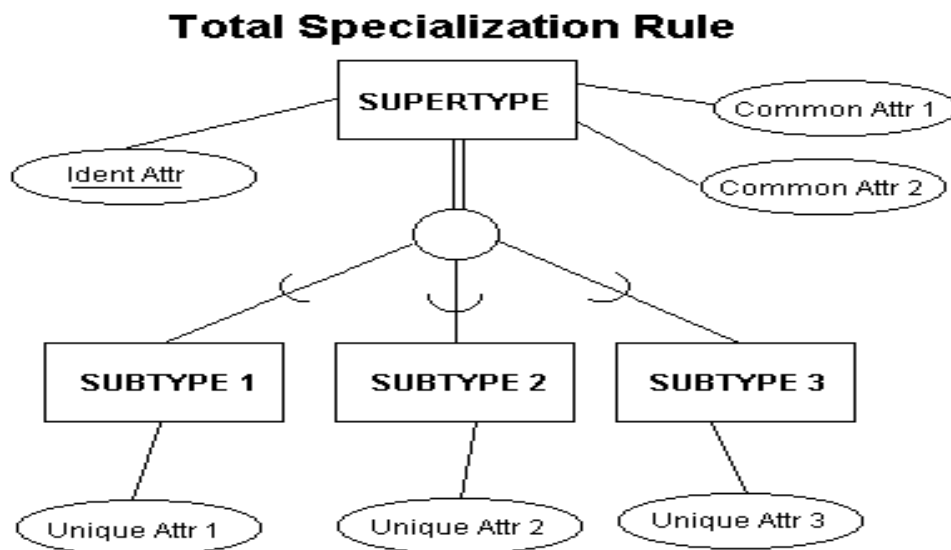 Total Specialization Rule
SUPERTYPE
Common Attr 1
Ident Attr
Common Attr 2
SUBTYPE 1
SUBTYPE 2
SUBTYPE 3
Unique Attr 1
Unique Attr 2
Unique Attr 3